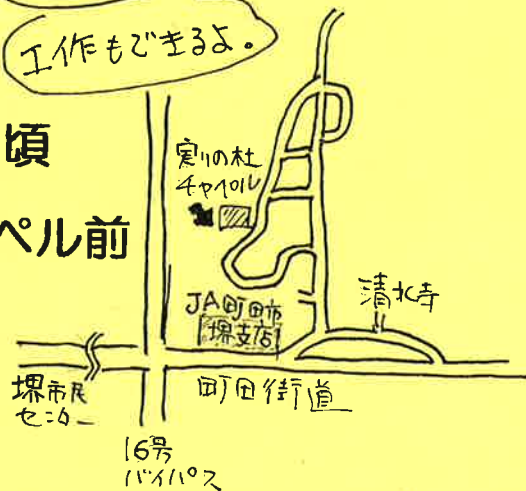 工作もできるよ。
頃
ペル前
実りの杜
チャペル
JA町田市
堺支店
清水寺
堺市民
センター
町田街道
16号
バイパス